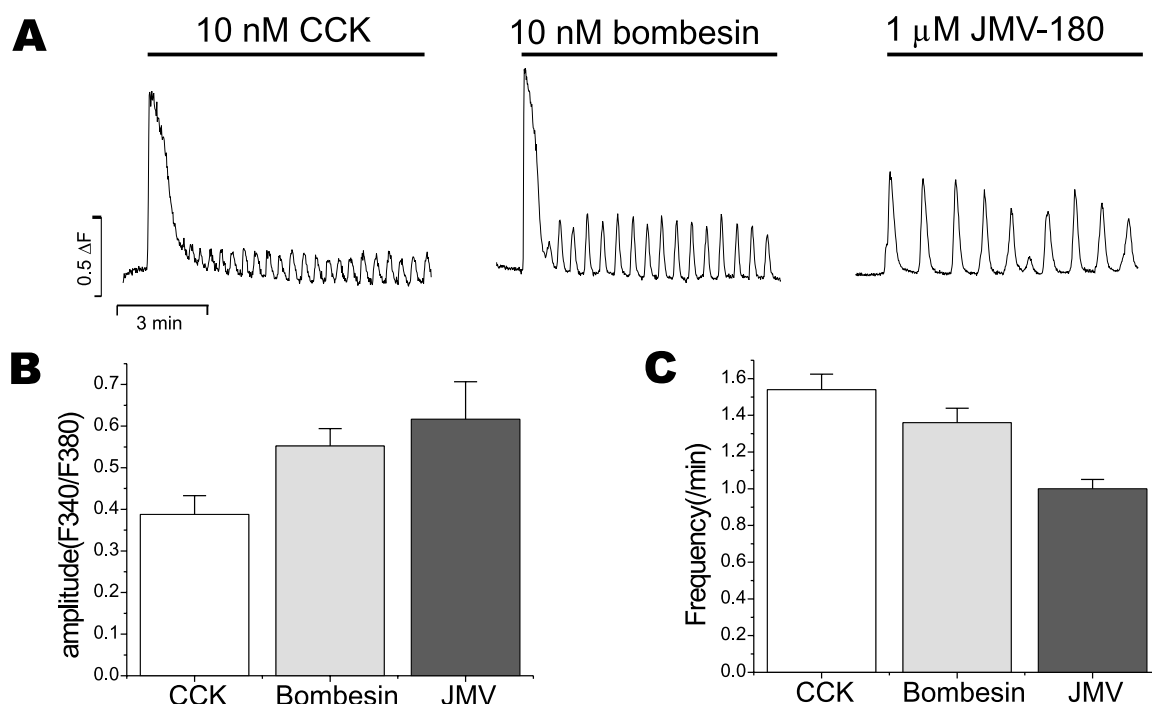 A
10 nM CCK
10 nM bombesin
1 μM JMV-180
0.5 ΔF
3 min
B
amplitude(F340/F380)
0.7
0.6
0.5
0.4
0.3
0.2
0.1
0.0
CCK Bombesin JMV
C
Frequency(/min)
1.6
1.4
1.2
1.0
0.8
0.6
0.4
0.2
0.0
CCK Bombesin JMV